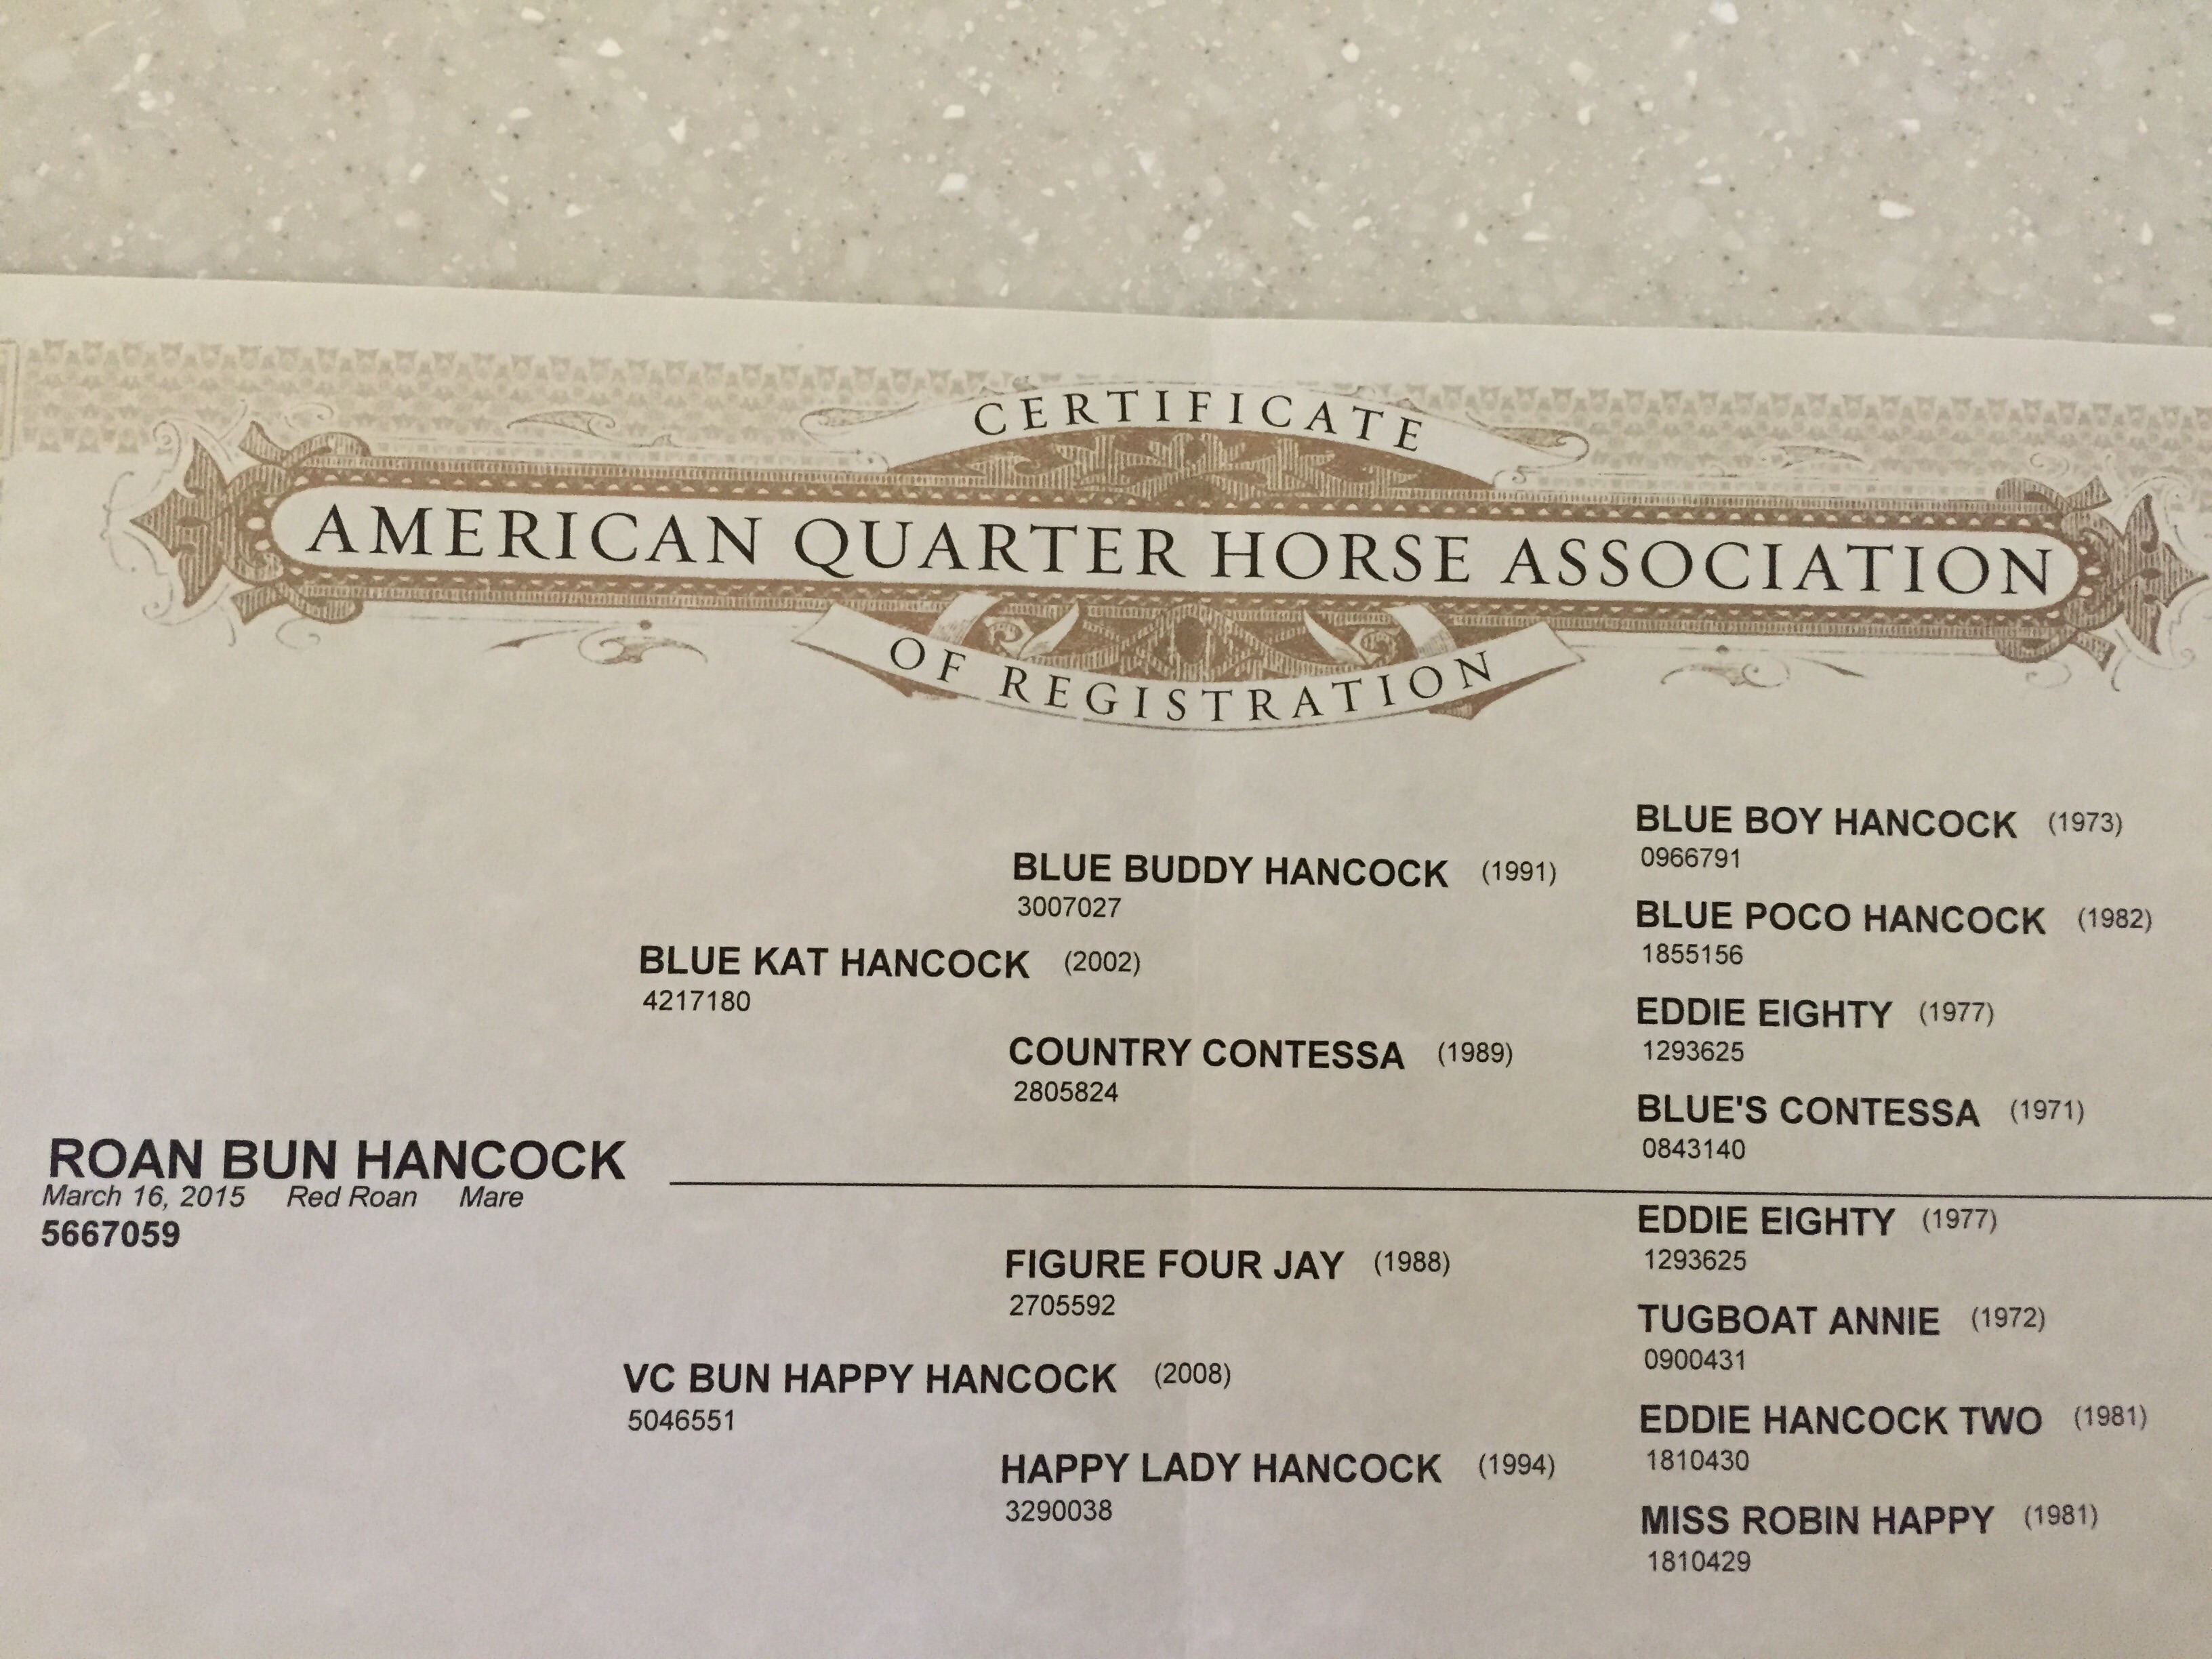 CERTIFICATE
AMERICAN QUARTER HORSE ASSOCIATION
OF REGISTRATION
BLUE BOY HANCOCK (1973)
0966791
BLUE BUDDY HANCOCK (1991)
3007027
BLUE POCO HANCOCK (1982)
1855156
BLUE KAT HANCOCK (2002)
4217180
EDDIE EIGHTY (1977)
1293625
COUNTRY CONTESSA (1989)
2805824
BLUE'S CONTESSA (1971)
0843140
ROAN BUN HANCOCK
March 16, 2015 Red Roan Mare
5667059
EDDIE EIGHTY (1977)
1293625
FIGURE FOUR JAY (1988)
2705592
TUGBOAT ANNIE (1972)
0900431
VC BUN HAPPY HANCOCK (2008)
5046551
EDDIE HANCOCK TWO (1981)
1810430
HAPPY LADY HANCOCK (1994)
3290038
MISS ROBIN HAPPY (1981)
1810429